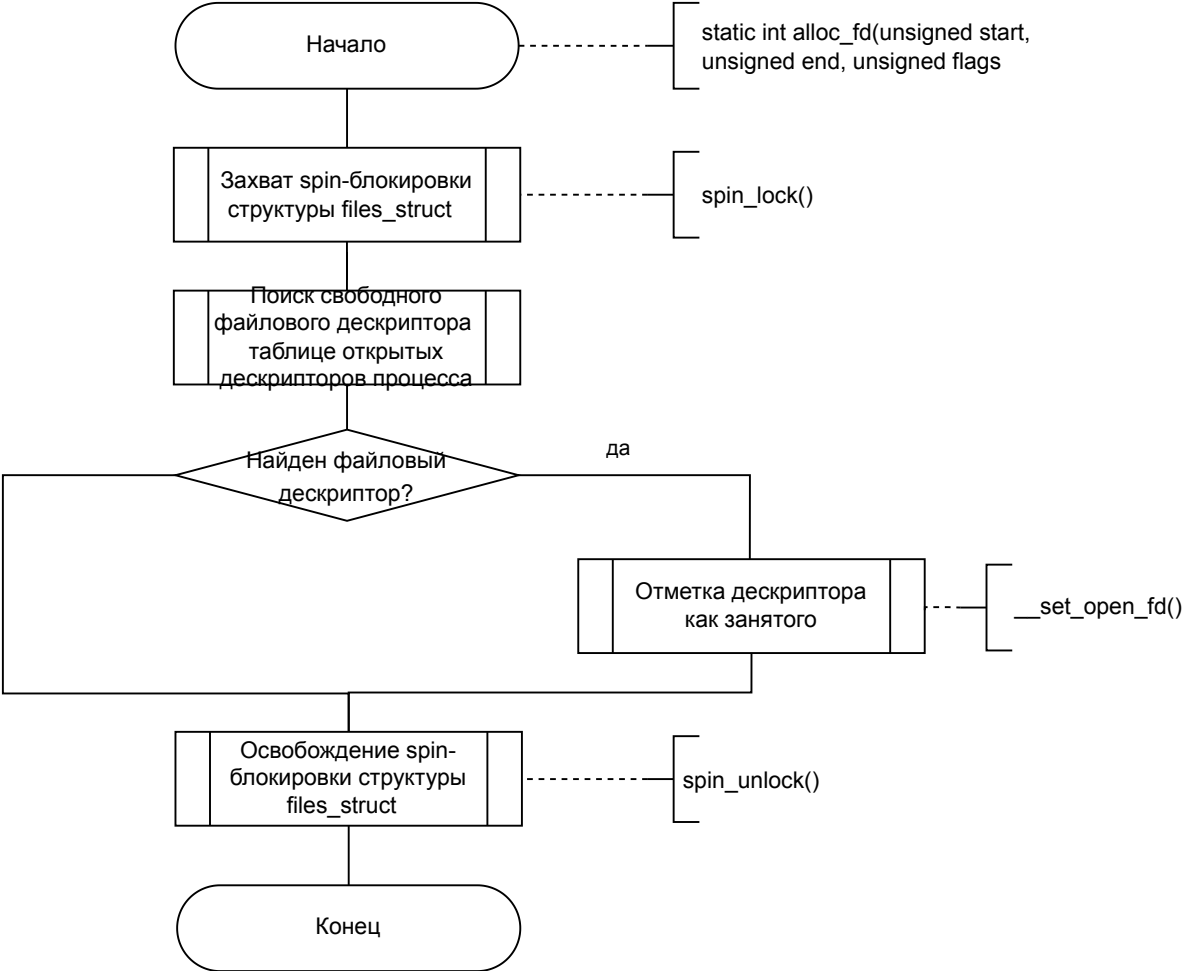 Начало
static int alloc_fd(unsigned start,
unsigned end, unsigned flags
Захват spin-блокировки
структуры files_struct
spin_lock()
Поиск свободного
файлового дескриптора
таблице открытых
дескрипторов процесса
Найден файловый
дескриптор?
да
Отметка дескриптора
как занятого
__set_open_fd()
Освобождение spin-
блокировки структуры
files_struct
spin_unlock()
Конец